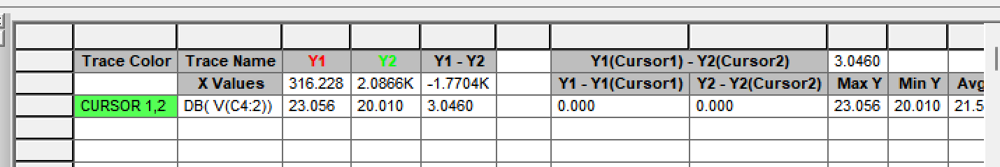 Trace Color Trace Name Y1 Y2 Y1 - Y2 Y1(Cursor1) - Y2(Cursor2) 3.0460
X Values 316.228 2.0866K -1.7704K Y1 - Y1(Cursor1) Y2 - Y2(Cursor2) Max Y Min Y Avg
CURSOR 1,2 DB( V(C4:2)) 23.056 20.010 3.0460 0.000 0.000 23.056 20.010 21.5